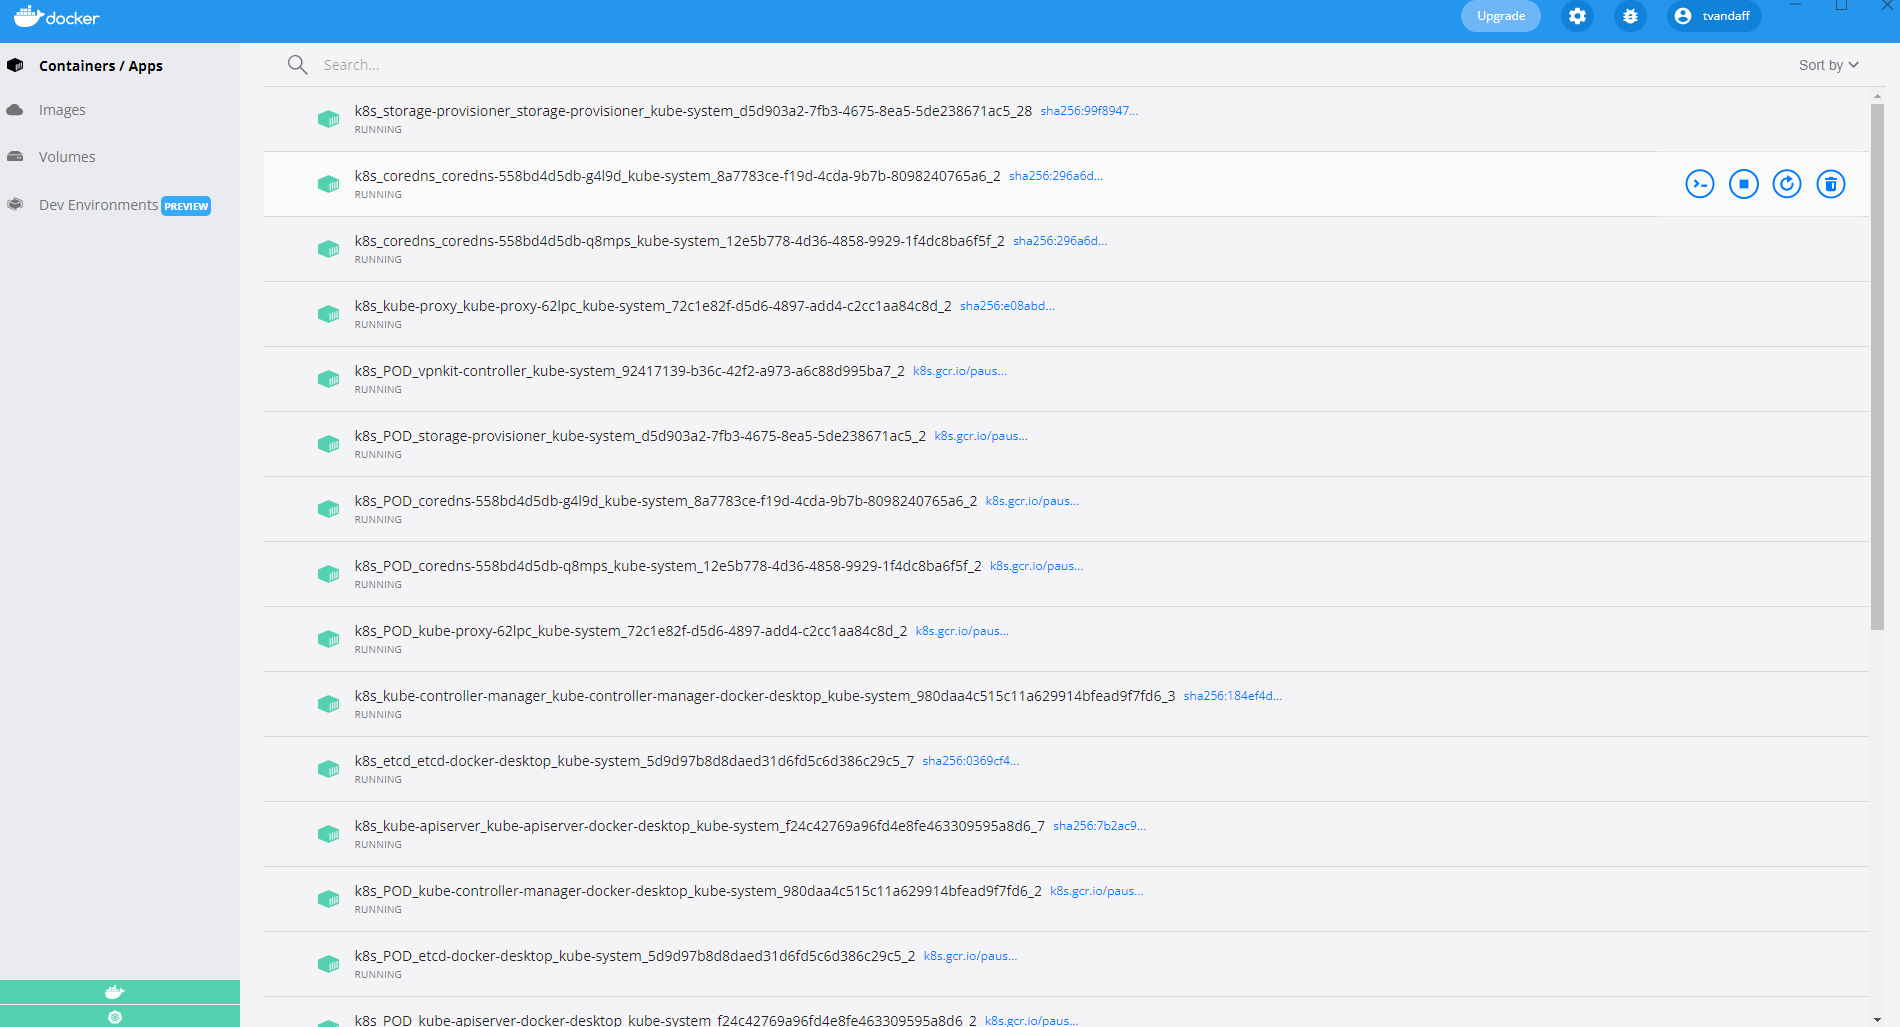 docker
Upgrade
tvandaff
Containers / Apps
Images
Volumes
Dev Environments PREVIEW
Search...
Sort by
k8s_storage-provisioner_storage-provisioner_kube-system_d5d903a2-7fb3-4675-8ea5-5de238671ac5_28 sha256:99f8947...
RUNNING
k8s_coredns_coredns-558bd4d5db-g4l9d_kube-system_8a7783ce-f19d-4cda-9b7b-8098240765a6_2 sha256:296a6d...
RUNNING
k8s_coredns_coredns-558bd4d5db-q8mps_kube-system_12e5b778-4d36-4858-9929-1f4dc8ba6f5f_2 sha256:296a6d...
RUNNING
k8s_kube-proxy_kube-proxy-62lpc_kube-system_72c1e82f-d5d6-4897-add4-c2cc1aa84c8d_2 sha256:e08abd...
RUNNING
k8s_POD_vpnkit-controller_kube-system_92417139-b36c-42f2-a973-a6c88d995ba7_2 k8s.gcr.io/paus...
RUNNING
k8s_POD_storage-provisioner_kube-system_d5d903a2-7fb3-4675-8ea5-5de238671ac5_2 k8s.gcr.io/paus...
RUNNING
k8s_POD_coredns-558bd4d5db-g4l9d_kube-system_8a7783ce-f19d-4cda-9b7b-8098240765a6_2 k8s.gcr.io/paus...
RUNNING
k8s_POD_coredns-558bd4d5db-q8mps_kube-system_12e5b778-4d36-4858-9929-1f4dc8ba6f5f_2 k8s.gcr.io/paus...
RUNNING
k8s_POD_kube-proxy-62lpc_kube-system_72c1e82f-d5d6-4897-add4-c2cc1aa84c8d_2 k8s.gcr.io/paus...
RUNNING
k8s_kube-controller-manager_kube-controller-manager-docker-desktop_kube-system_980daa4c515c11a629914bfead9f7fd6_3 sha256:184ef4d...
RUNNING
k8s_etcd_etcd-docker-desktop_kube-system_5d9d97b8d8daed31d6fd5c6d386c29c5_7 sha256:0369cf4...
RUNNING
k8s_kube-apiserver_kube-apiserver-docker-desktop_kube-system_f24c42769a96fd4e8fe463309595a8d6_7 sha256:7b2ac9...
RUNNING
k8s_POD_kube-controller-manager-docker-desktop_kube-system_980daa4c515c11a629914bfead9f7fd6_2 k8s.gcr.io/paus...
RUNNING
k8s_POD_etcd-docker-desktop_kube-system_5d9d97b8d8daed31d6fd5c6d386c29c5_2 k8s.gcr.io/paus...
RUNNING
k8s_POD_kube-apiserver-docker-desktop_kube-system_f24c42769a96fd4e8fe463309595a8d6_2 k8s.gcr.io/paus...